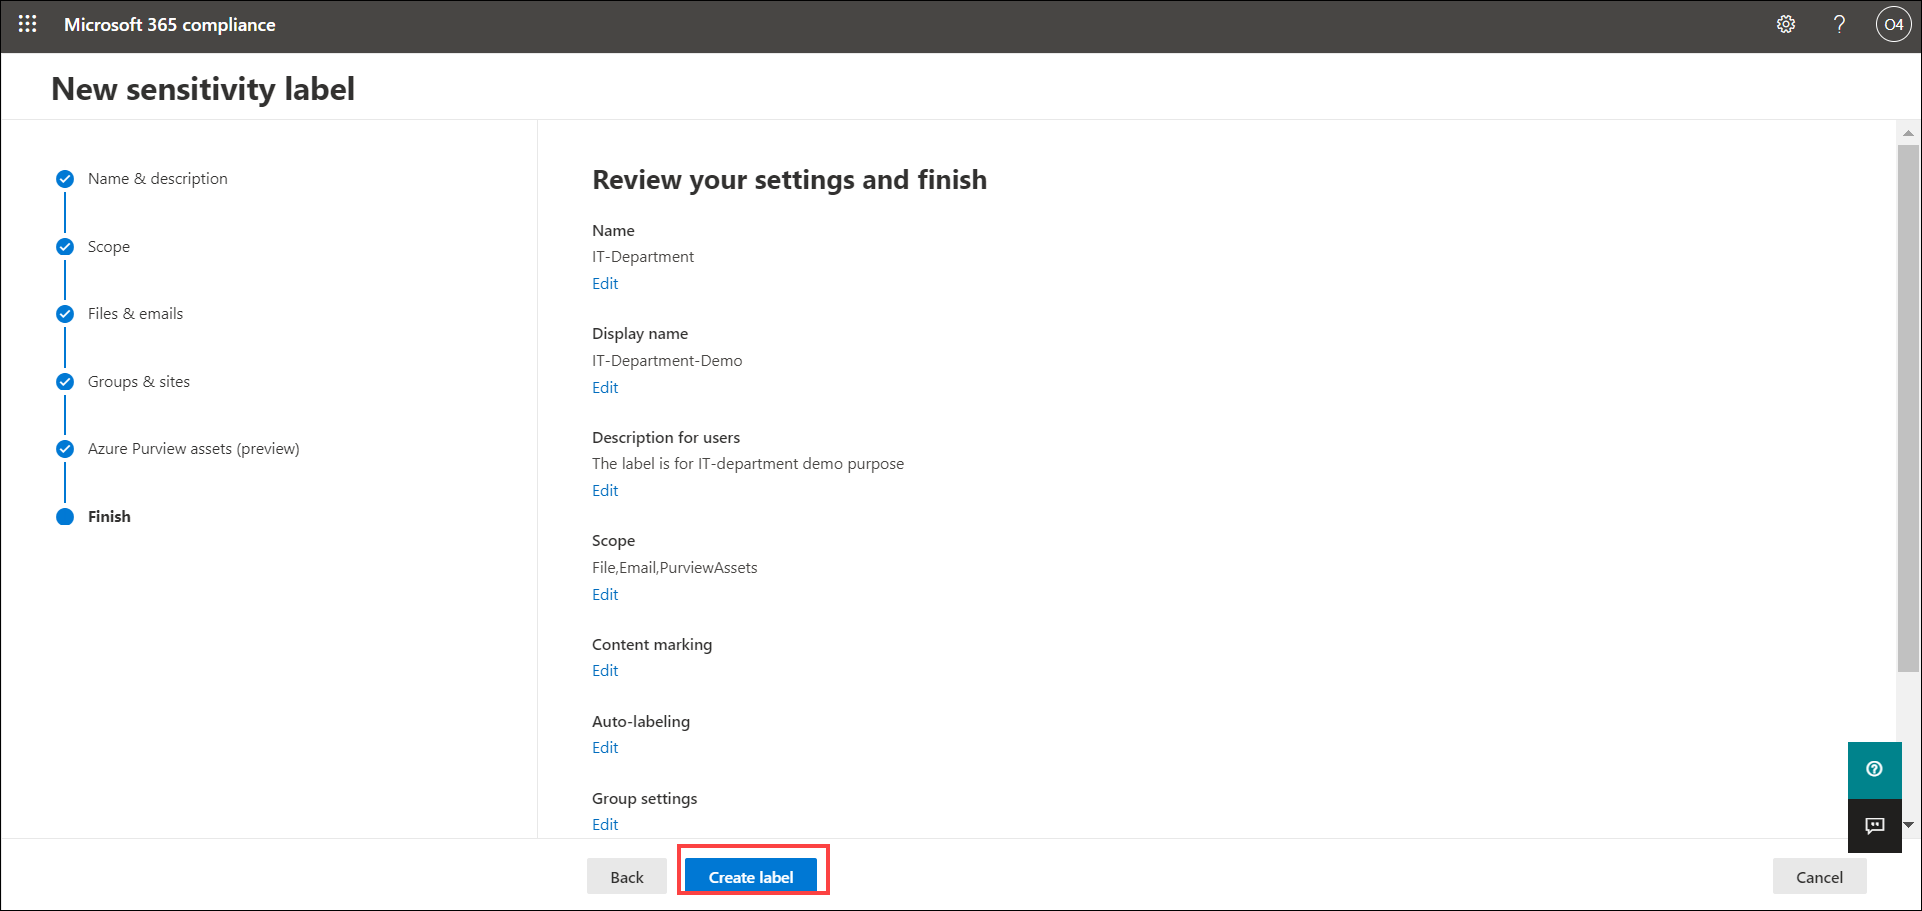 Microsoft 365 compliance
?
O4
New sensitivity label
Name & description
Scope
Files & emails
Groups & sites
Azure Purview assets (preview)
Finish
Review your settings and finish
Name
IT-Department
Edit
Display name
IT-Department-Demo
Edit
Description for users
The label is for IT-department demo purpose
Edit
Scope
File,Email,PurviewAssets
Edit
Content marking
Edit
Auto-labeling
Edit
Group settings
Edit
Back
Create label
Cancel